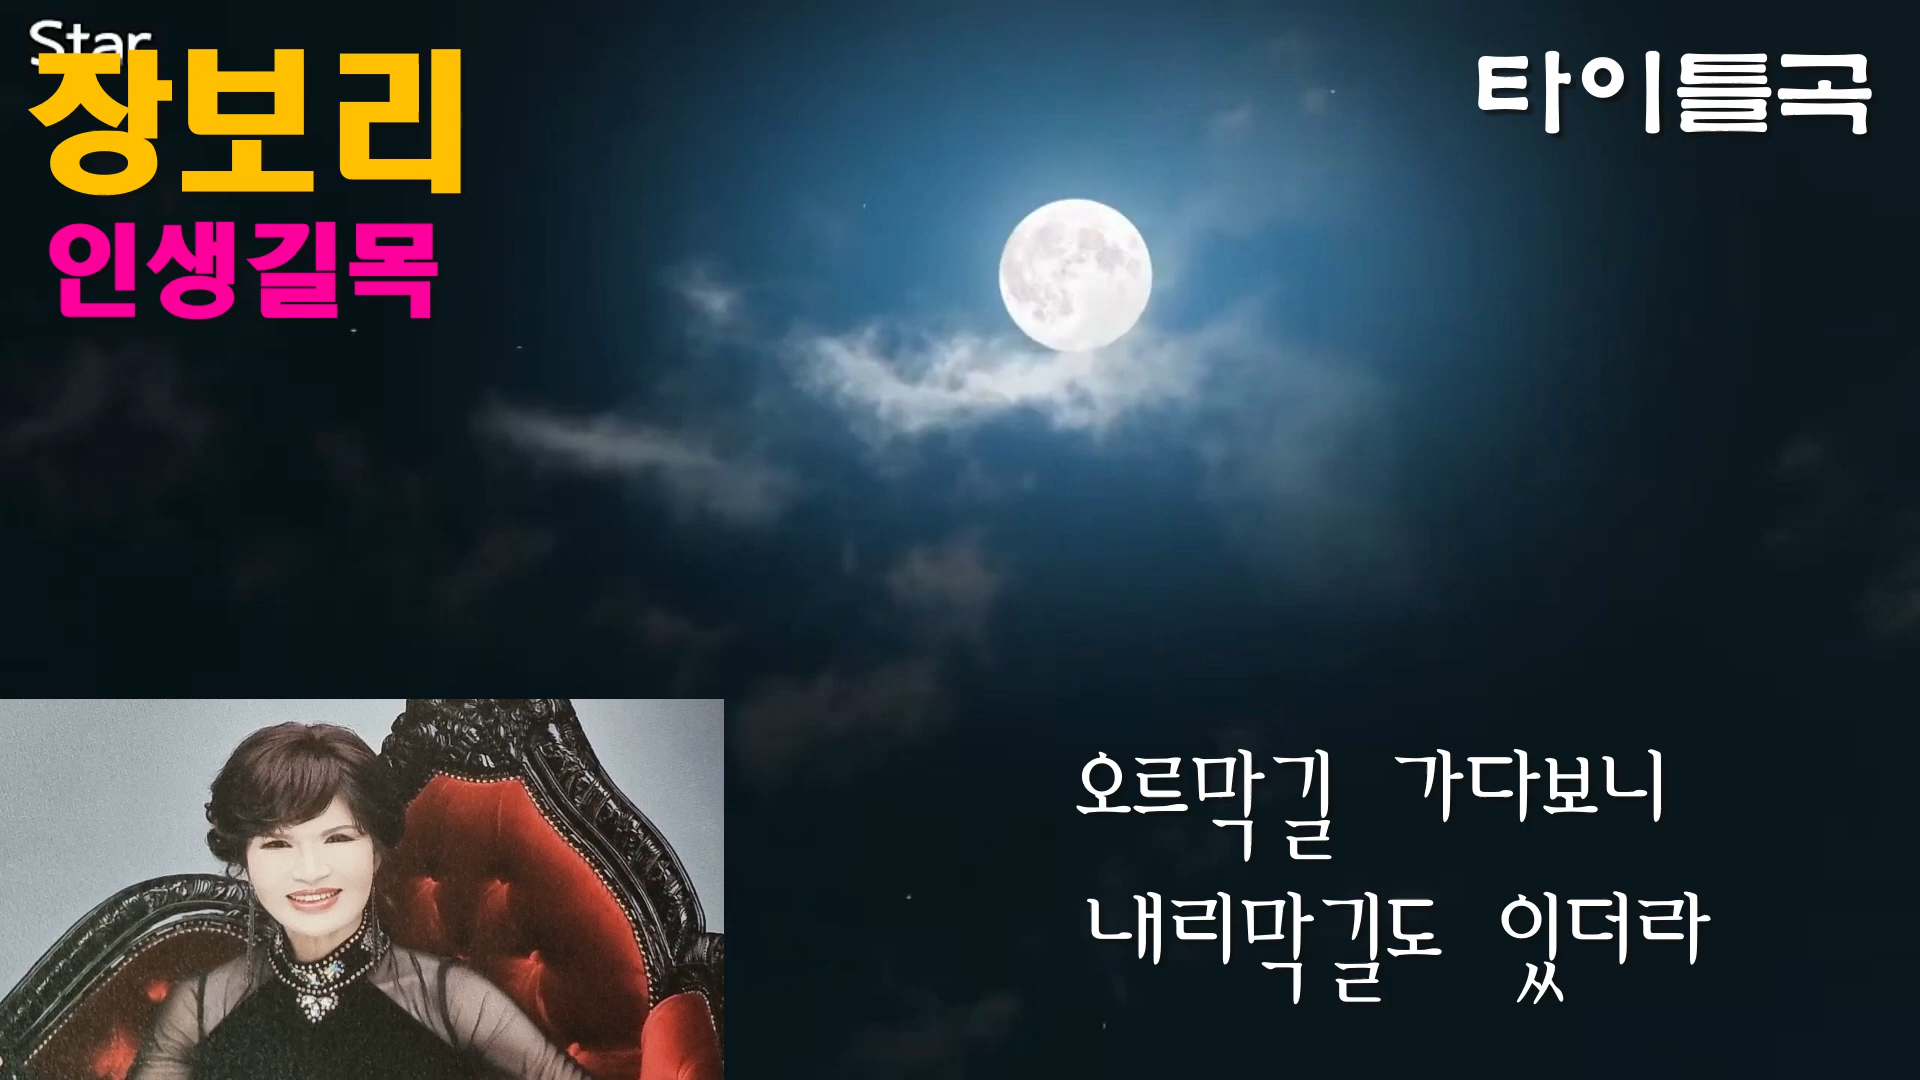 Star
장보리
인생길목
타이틀곡
오르막길 가다보니
내리막길도 있더라